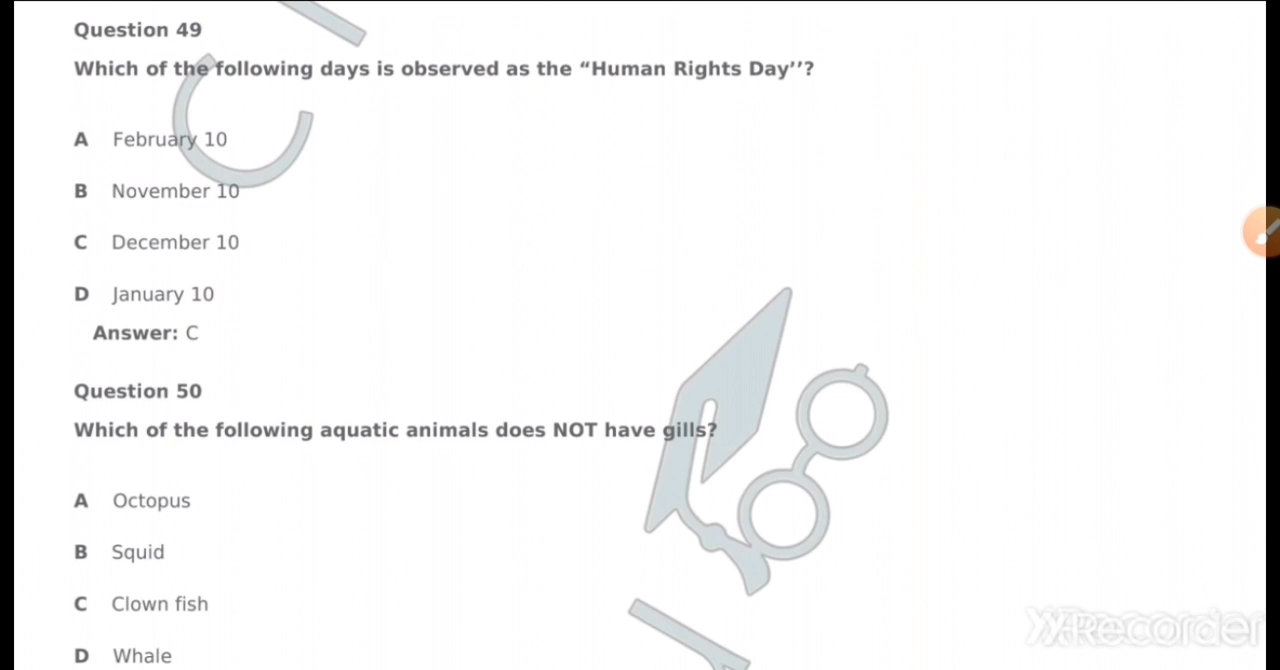 Question 49
Which of the following days is observed as the “Human Rights Day’’?
A February 10
B November 10
C December 10
D January 10
Answer: C
Question 50
Which of the following aquatic animals does NOT have gills?
A Octopus
B Squid
C Clown fish
D Whale
XRecorder